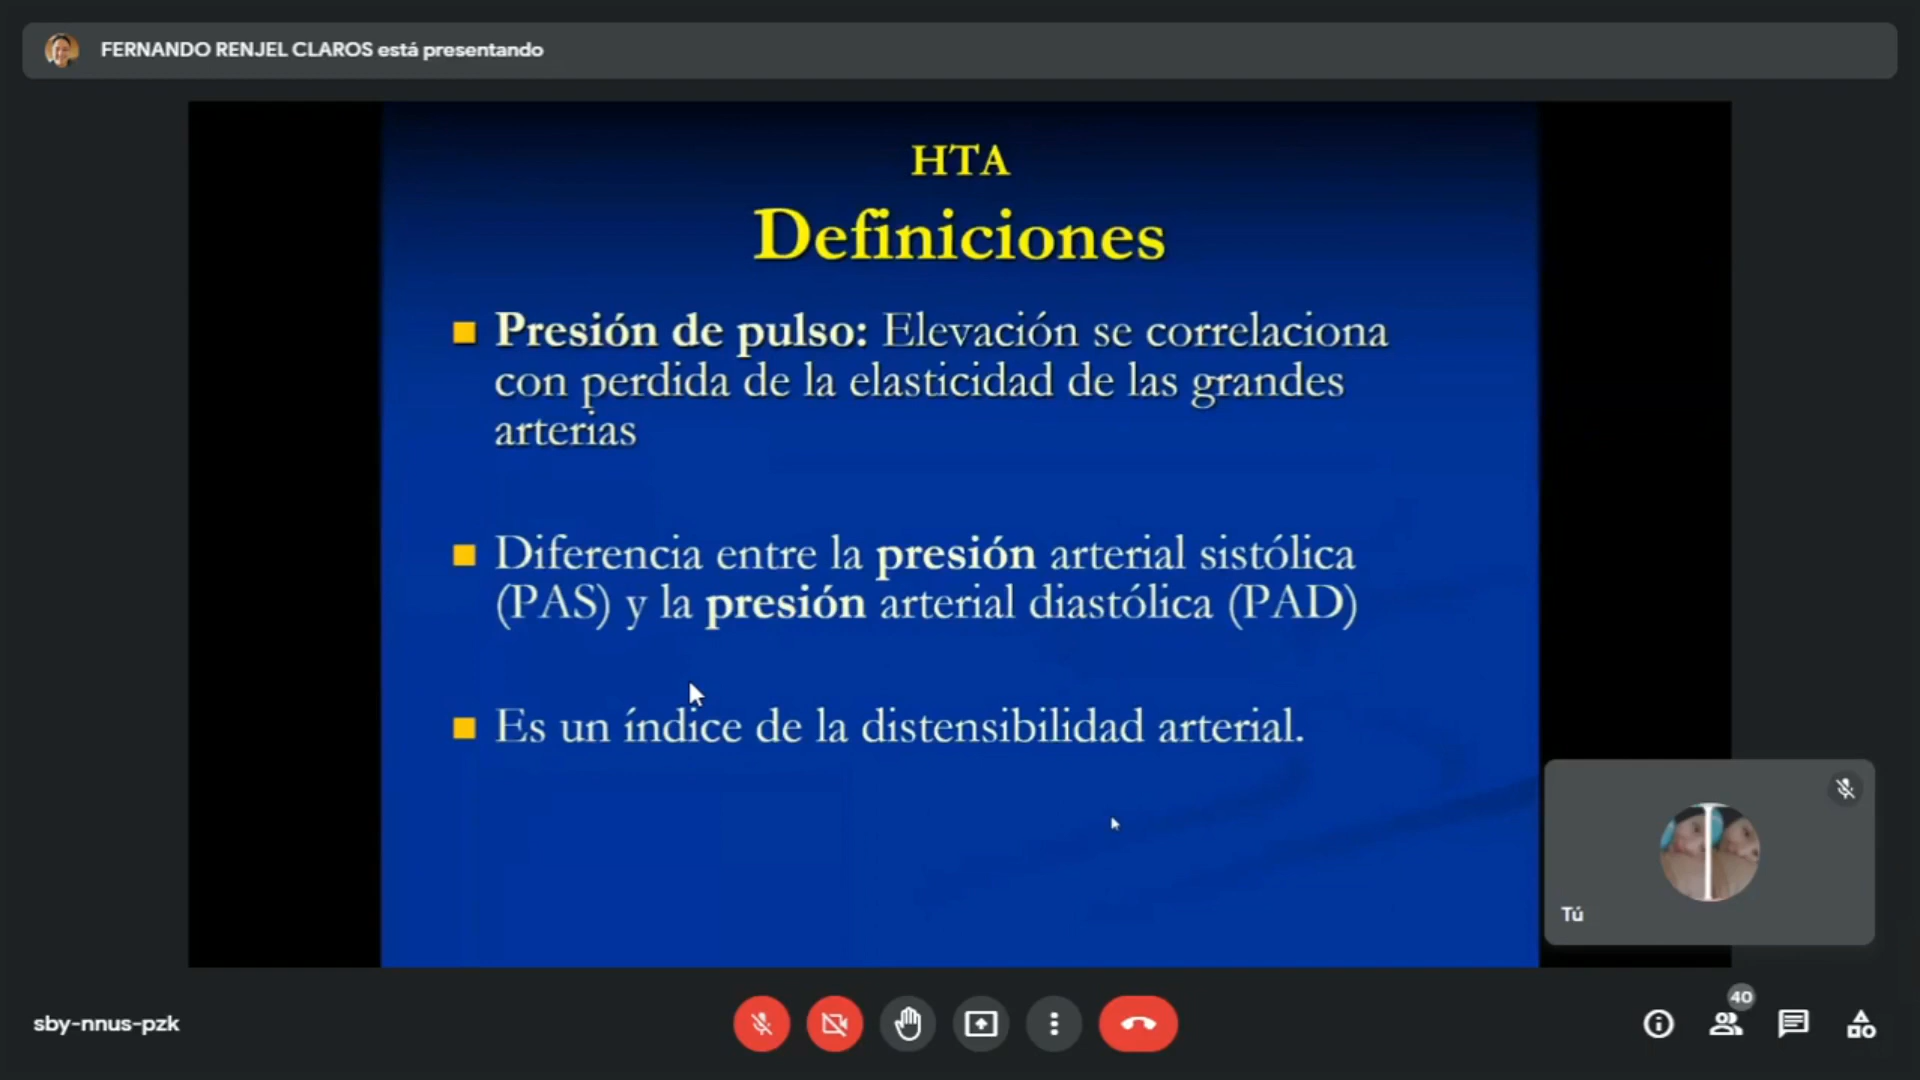 FERNANDO RENJEL CLAROS está presentando
HTA
Definiciones
Presión de pulso: Elevación se correlaciona
con perdida de la elasticidad de las grandes
arterias
Diferencia entre la presión arterial sistólica
(PAS) y la presión arterial diastólica (PAD)
Es un índice de la distensibilidad arterial.
Tú
sby-nnus-pzk
40